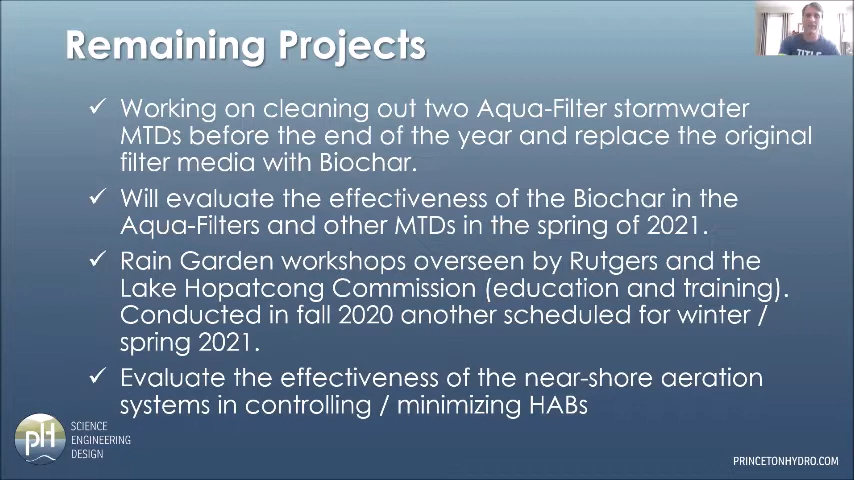 Remaining Projects
TITLE
✓ Working on cleaning out two Aqua-Filter stormwater
MTDs before the end of the year and replace the original
filter media with Biochar.
✓ Will evaluate the effectiveness of the Biochar in the
Aqua-Filters and other MTDs in the spring of 2021.
✓ Rain Garden workshops overseen by Rutgers and the
Lake Hopatcong Commission (education and training).
Conducted in fall 2020 another scheduled for winter /
spring 2021.
✓ Evaluate the effectiveness of the near-shore aeration
systems in controlling / minimizing HABs
pH
SCIENCE
ENGINEERING
DESIGN
PRINCETONHYDRO.COM